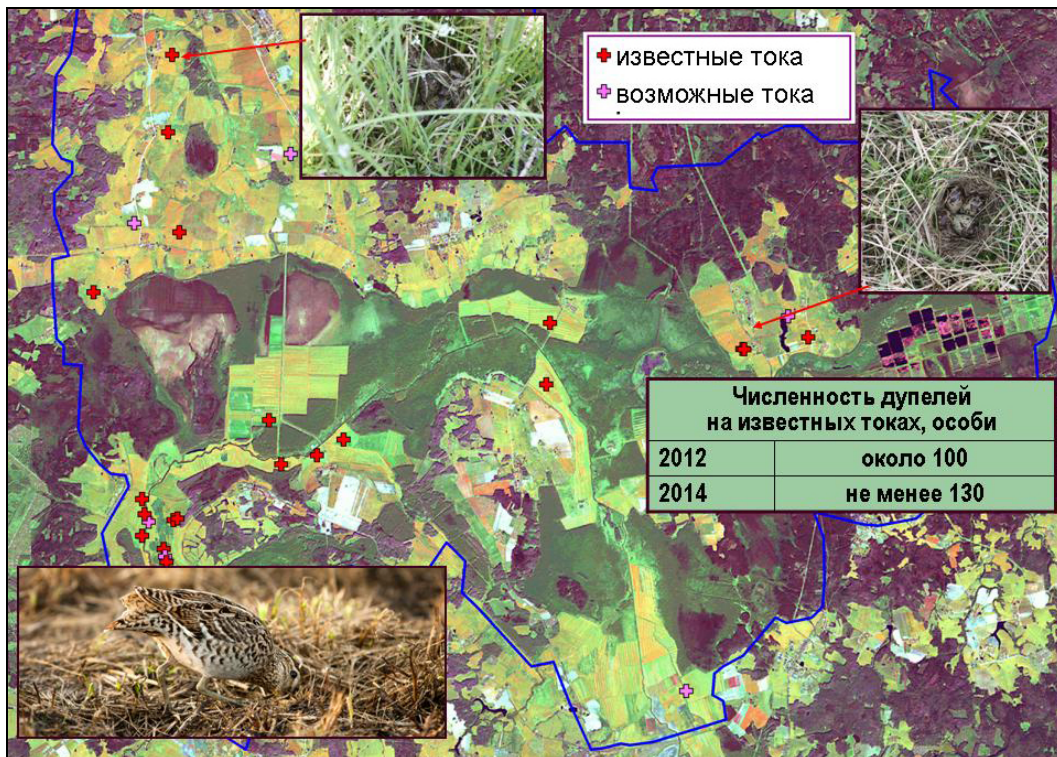 известные тока
возможные тока
Численность дупелей
на известных токах, особи
2012 около 100
2014 не менее 130